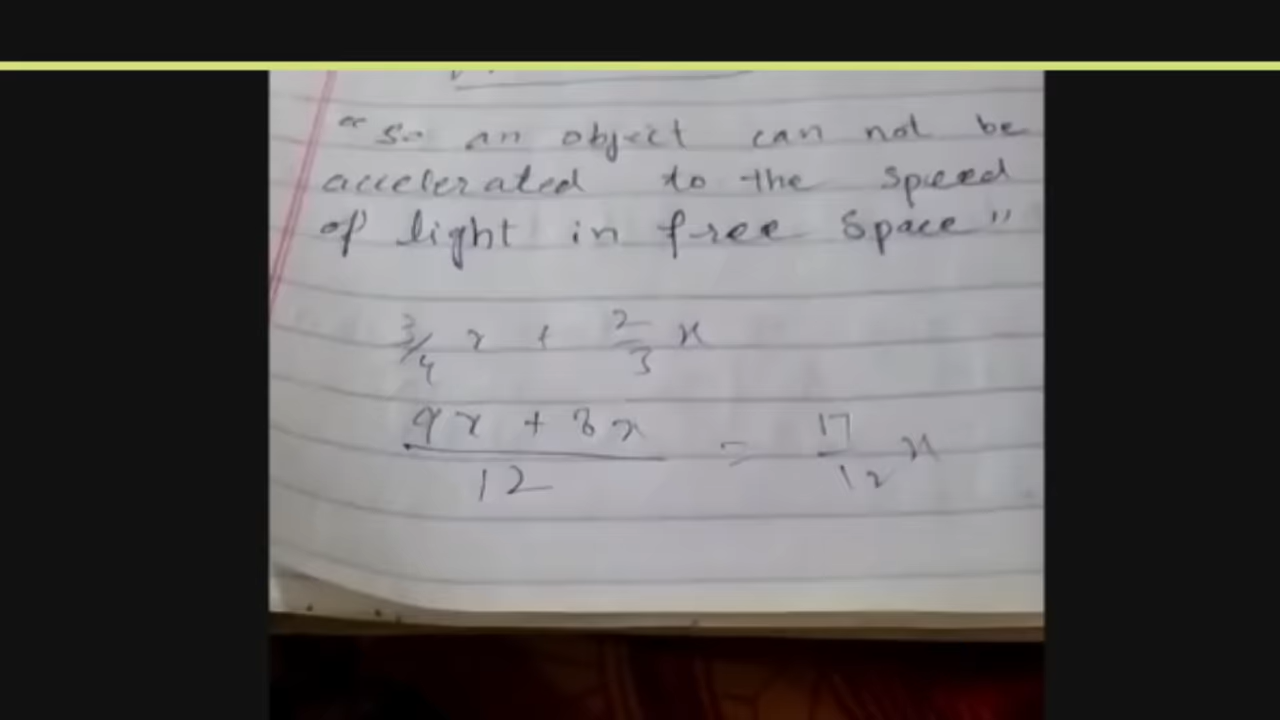 "so an object can not be
accelerated to the speed
of light in free space"
3/4 x + 2/3 x
9x + 8x / 12 = 17/12 x